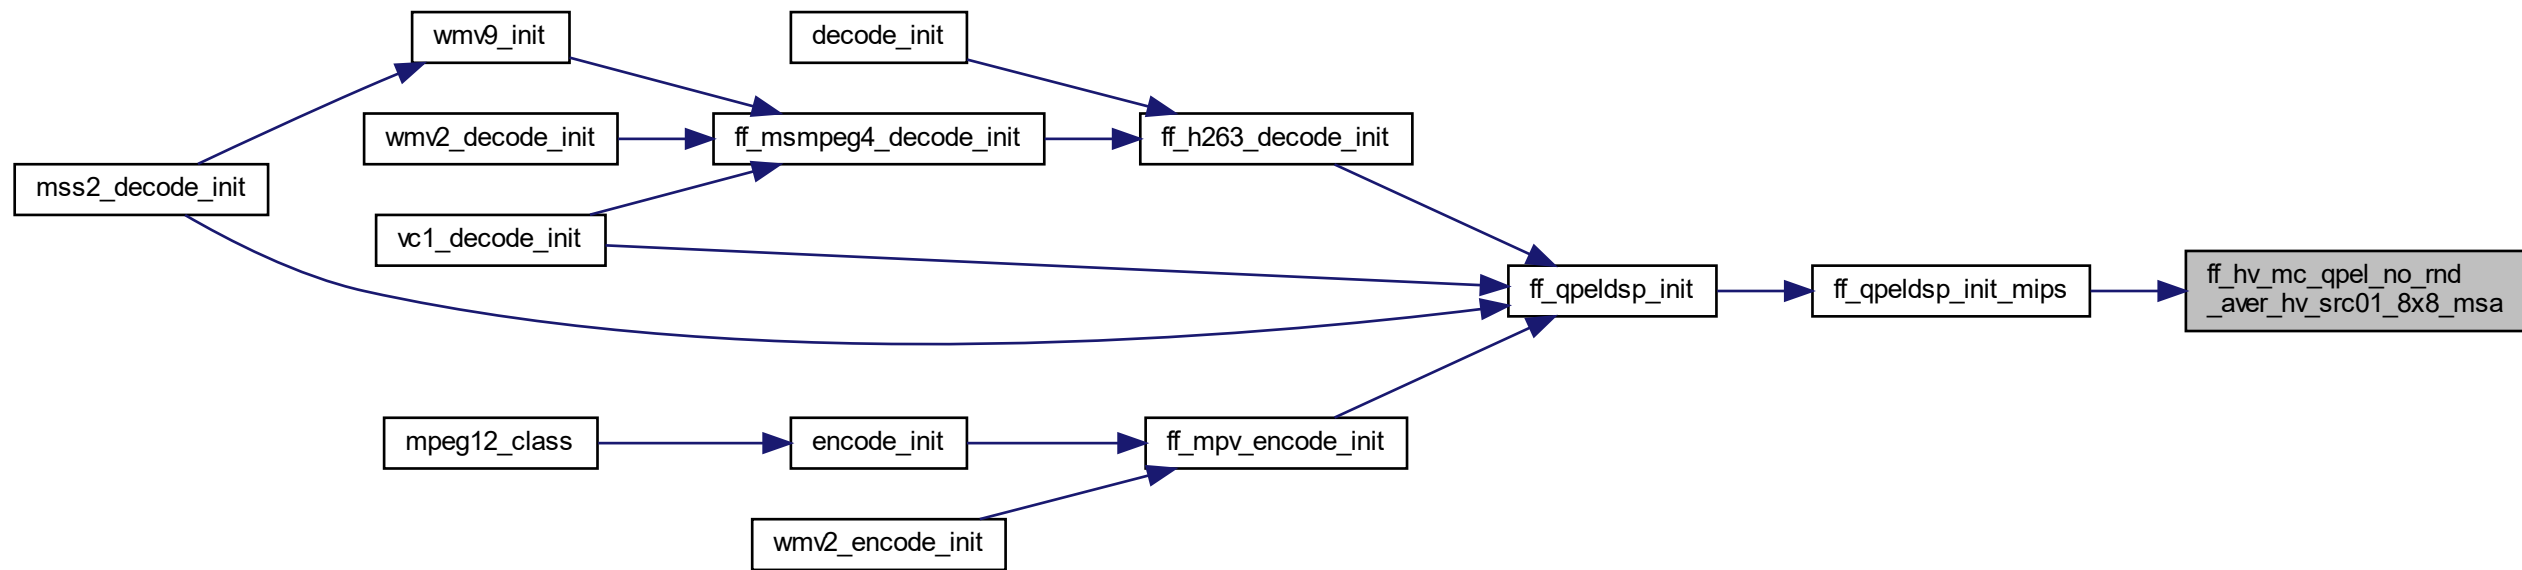 wmv9_init
decode_init
wmv2_decode_init
ff_msmpeg4_decode_init
ff_h263_decode_init
mss2_decode_init
vc1_decode_init
ff_qpeldsp_init
ff_qpeldsp_init_mips
ff_hv_mc_qpel_no_rnd
_aver_hv_src01_8x8_msa
mpeg12_class
encode_init
ff_mpv_encode_init
wmv2_encode_init